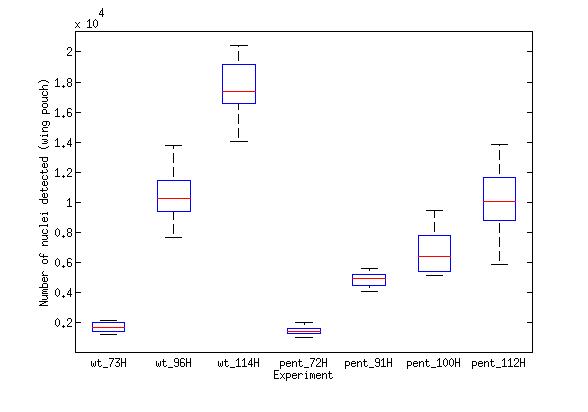 x 10 4
2
1.8
1.6
1.4
1.2
1
0.8
0.6
0.4
0.2
Number of nuclei detected (wing pouch)
wt_73H wt_96H wt_114H pent_72H pent_91H pent_100H pent_112H
Experiment